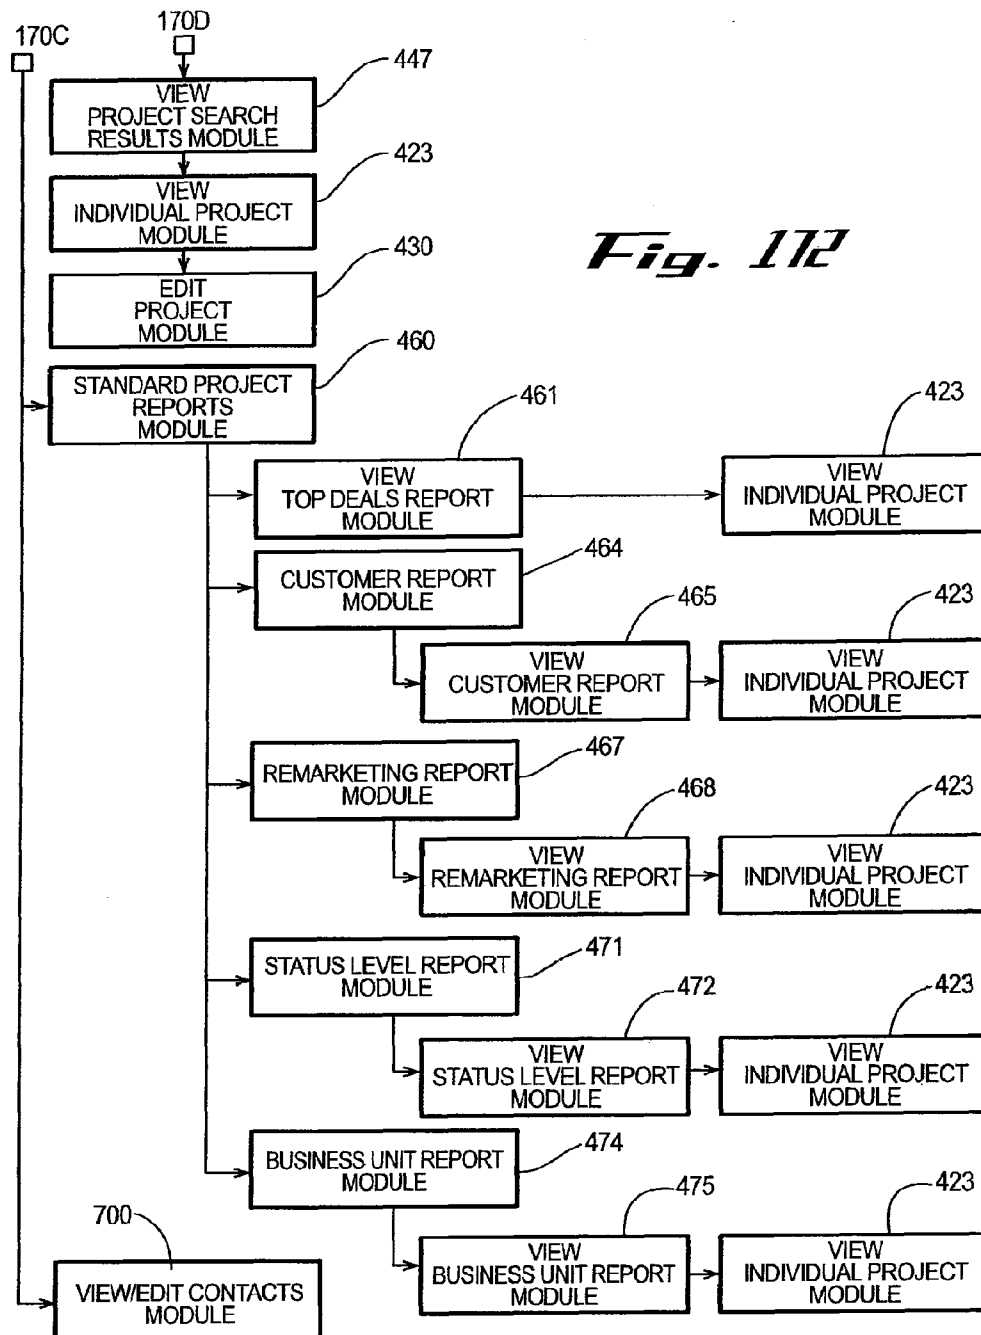 170C
170D
447
VIEW
PROJECT SEARCH
RESULTS MODULE
423
VIEW
INDIVIDUAL PROJECT
MODULE
Fig. 172
430
EDIT
PROJECT
MODULE
460
STANDARD PROJECT
REPORTS
MODULE
461
VIEW
TOP DEALS REPORT
MODULE
423
VIEW
INDIVIDUAL PROJECT
MODULE
464
CUSTOMER REPORT
MODULE
465
VIEW
CUSTOMER REPORT
MODULE
423
VIEW
INDIVIDUAL PROJECT
MODULE
467
REMARKETING REPORT
MODULE
468
VIEW
REMARKETING REPORT
MODULE
423
VIEW
INDIVIDUAL PROJECT
MODULE
471
STATUS LEVEL REPORT
MODULE
472
VIEW
STATUS LEVEL REPORT
MODULE
423
VIEW
INDIVIDUAL PROJECT
MODULE
474
BUSINESS UNIT REPORT
MODULE
475
VIEW
BUSINESS UNIT REPORT
MODULE
423
VIEW
INDIVIDUAL PROJECT
MODULE
700
VIEW/EDIT CONTACTS
MODULE